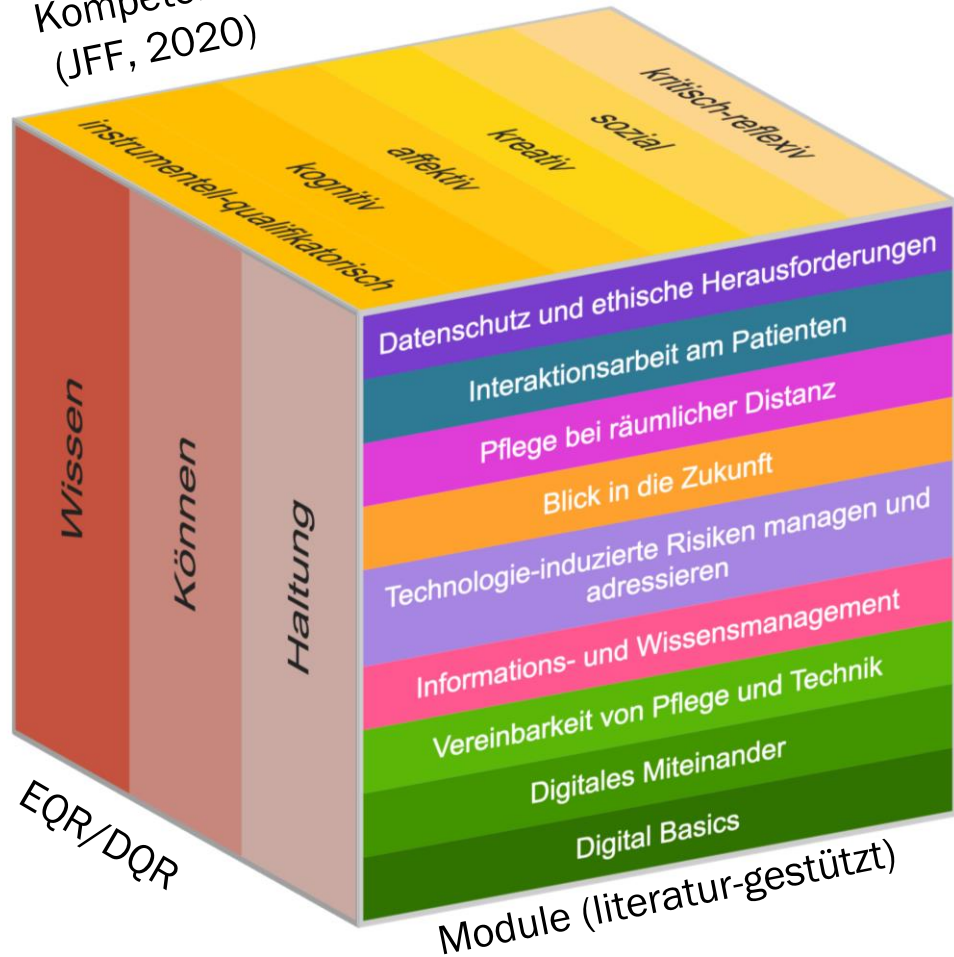 (JFF, 2020)
instrumentell-qualifikatorisch
kognitiv
affektiv
kreativ
sozial
kritisch-reflexiv
Wissen
Können
Haltung
EQR/DQR
Datenschutz und ethische Herausforderungen
Interaktionsarbeit am Patienten
Pflege bei räumlicher Distanz
Blick in die Zukunft
Technologie-induzierte Risiken managen und
adressieren
Informations- und Wissensmanagement
Vereinbarkeit von Pflege und Technik
Digitales Miteinander
Digital Basics
Module (literatur-gestützt)